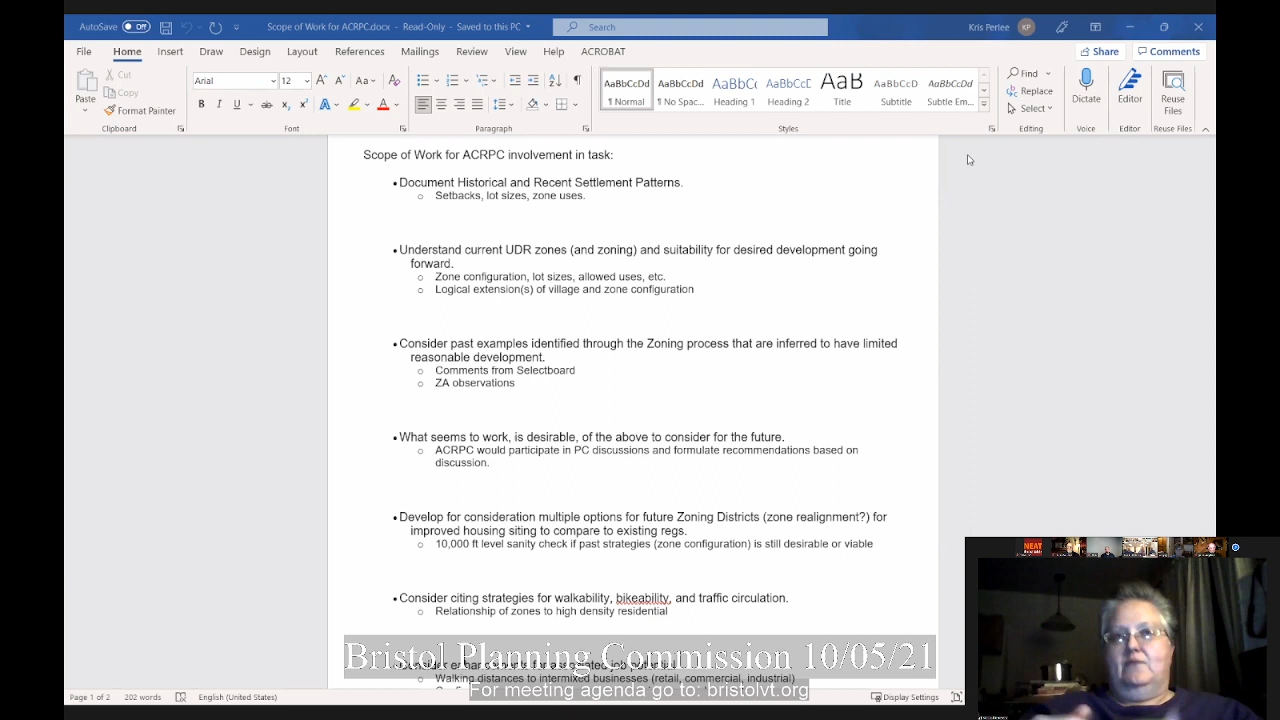 AutoSave Off Scope of Work for ACRPC.docx - Read-Only - Saved to this PC Search Kris Perlee KP
File Home Insert Draw Design Layout References Mailings Review View Help ACROBAT Share Comments
Paste Cut Copy Format Painter Clipboard
Arial 12 Font
Paragraph
AaBbCcDd ¶ Normal AaBbCcDd ¶ No Spac... AaBbCc Heading 1 AaBbCcD Heading 2 AaB Title AaBbCcD Subtitle AaBbCcDd Subtle Em... Styles
Find Replace Select Editing
Dictate Voice
Editor Editor
Reuse Files Reuse Files
Scope of Work for ACRPC involvement in task:
• Document Historical and Recent Settlement Patterns.
o Setbacks, lot sizes, zone uses.
• Understand current UDR zones (and zoning) and suitability for desired development going
forward.
o Zone configuration, lot sizes, allowed uses, etc.
o Logical extension(s) of village and zone configuration
• Consider past examples identified through the Zoning process that are inferred to have limited
reasonable development.
o Comments from Selectboard
o ZA observations
• What seems to work, is desirable, of the above to consider for the future.
o ACRPC would participate in PC discussions and formulate recommendations based on
discussion.
• Develop for consideration multiple options for future Zoning Districts (zone realignment?) for
improved housing siting to compare to existing regs.
o 10,000 ft level sanity check if past strategies (zone configuration) is still desirable or viable
• Consider citing strategies for walkability, bikeability, and traffic circulation.
o Relationship of zones to high density residential
Bristol Planning Commission 10/05/21
o Walking distances to intermixed businesses (retail, commercial, industrial)
For meeting agenda go to: bristolvt.org
Page 1 of 2 202 words English (United States) Display Settings
NEAT